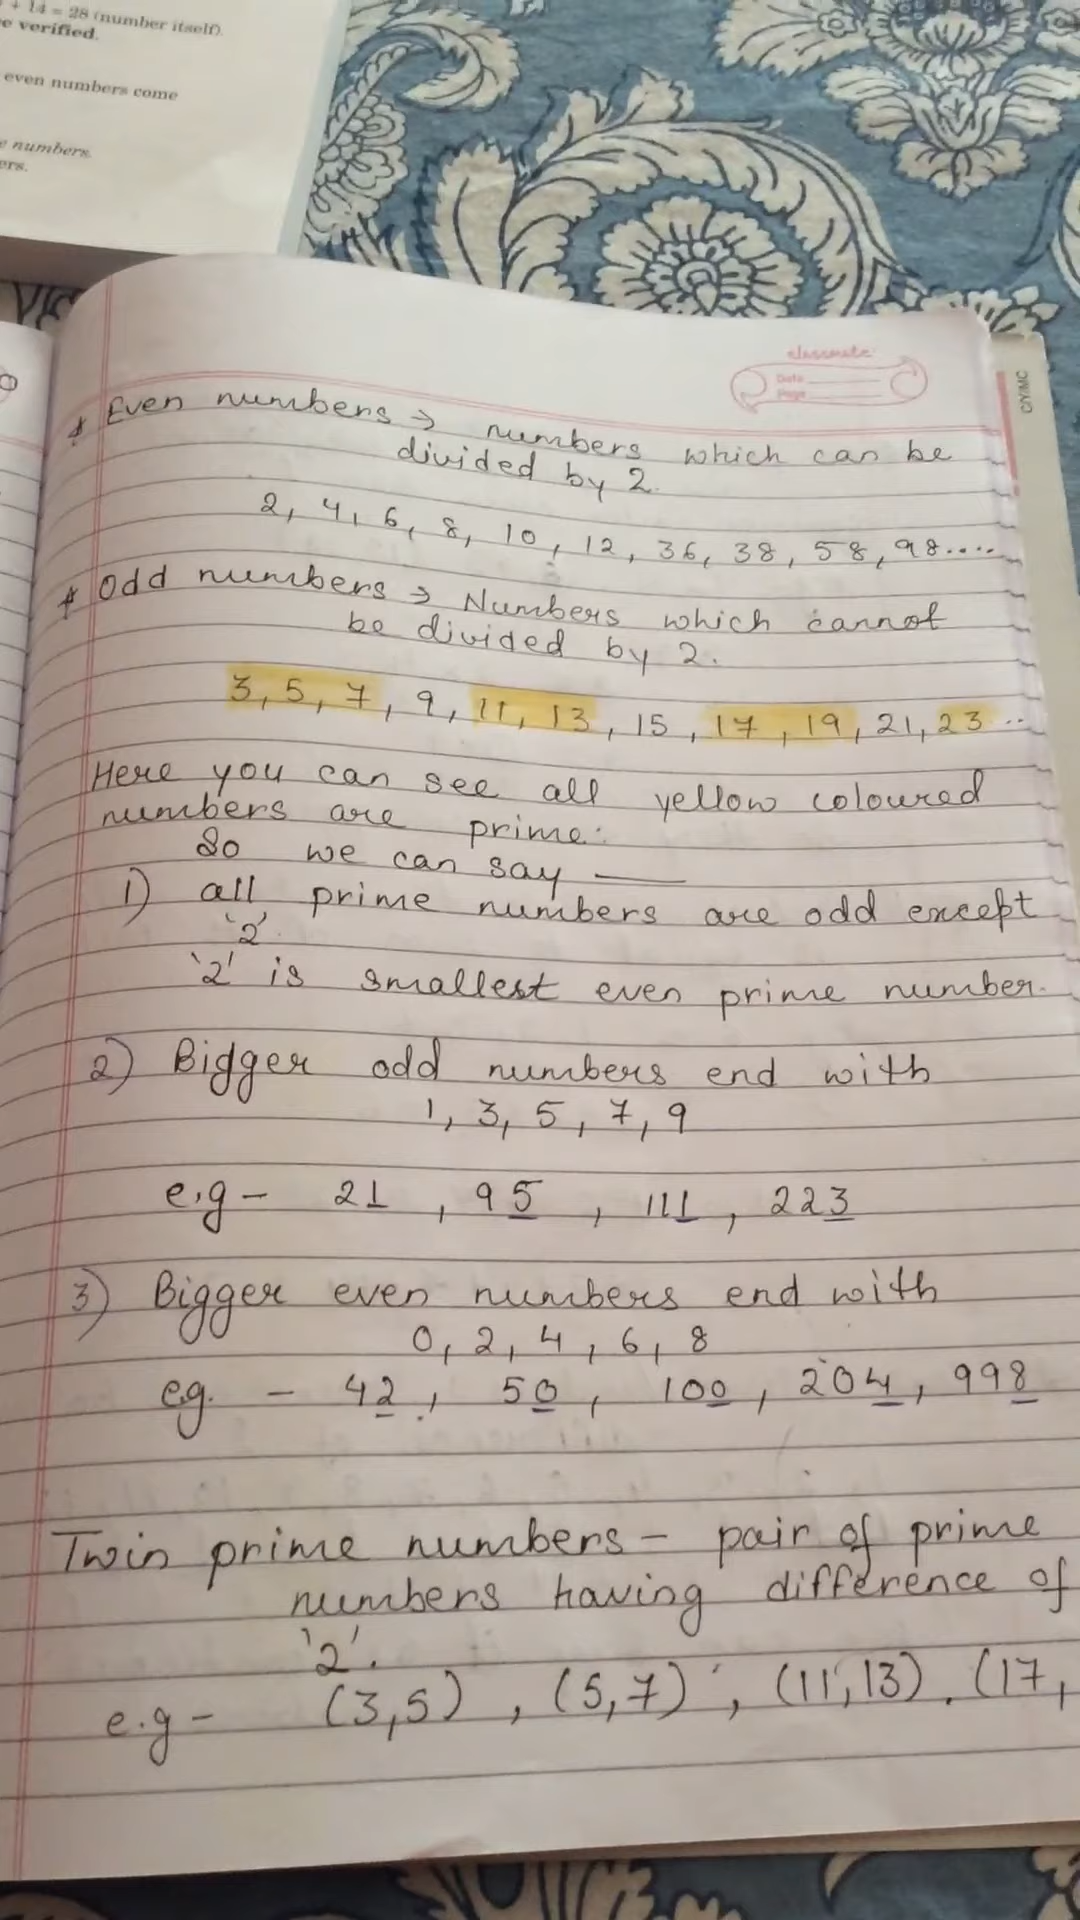 + 14 = 28 (number itself).
e verified.
even numbers come
e numbers.
ers.
classmate
Date
Page
CIYIMC
* Even numbers → numbers which can be
divided by 2.
2, 4, 6, 8, 10, 12, 36, 38, 58, 98....
* Odd numbers → Numbers which cannot
be divided by 2.
3, 5, 7, 9, 11, 13, 15, 17, 19, 21, 23 ..
Here you can see all yellow coloured
numbers are prime.
So we can say —
1) all prime numbers are odd except
'2'.
'2' is smallest even prime number.
2) Bigger odd numbers end with
1, 3, 5, 7, 9
e.g - 21, 95, 111, 223
3) Bigger even numbers end with
0, 2, 4, 6, 8
eg. - 42, 50, 100, 204, 998
Twin prime numbers - pair of prime
numbers having difference of
'2'.
e.g - (3,5), (5,7), (11,13), (17,